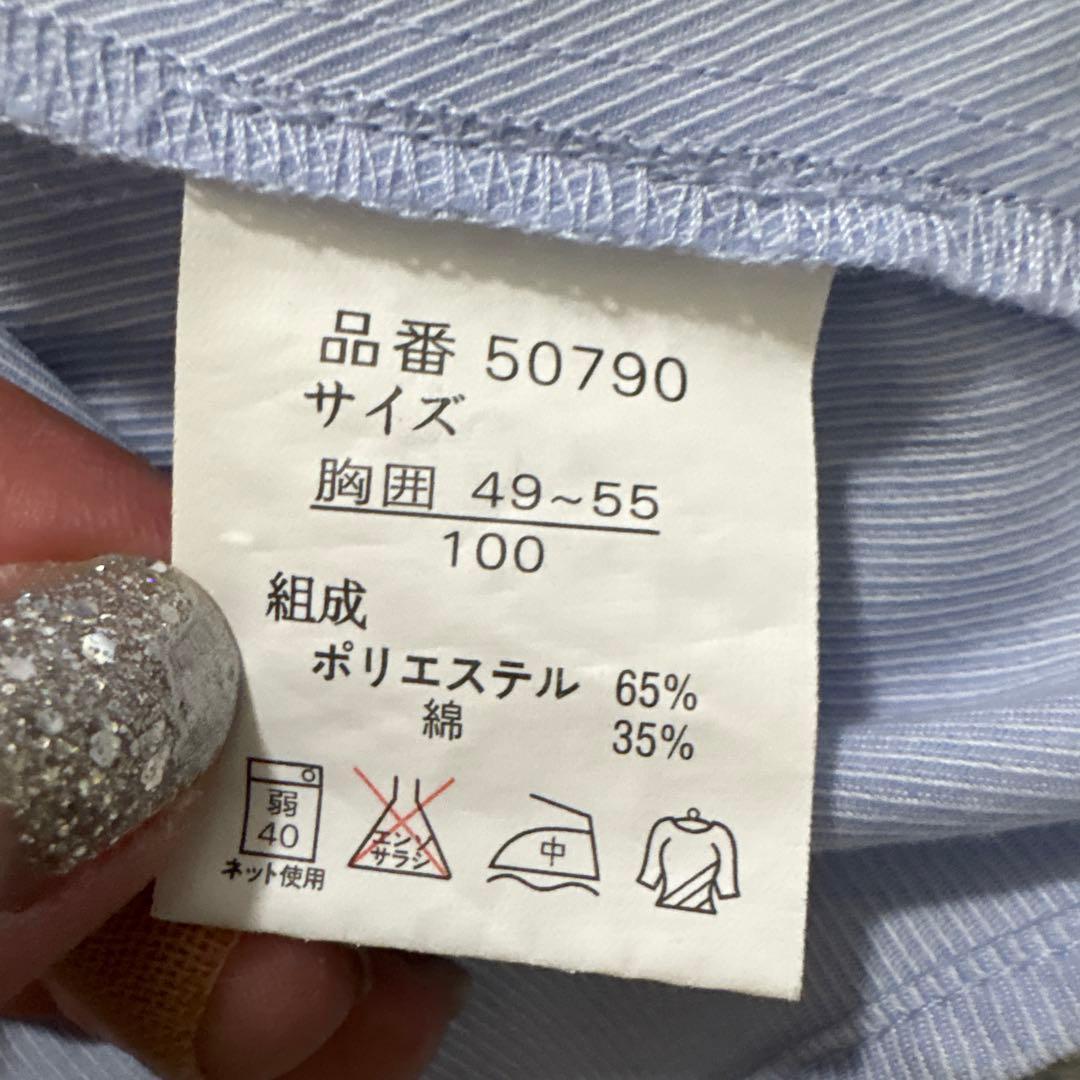 品番 50790
サイズ
胸囲 49~55
100
組成
ポリエステル 65%
綿 35%
弱
40
ネット使用
エンソ
サラシ
中